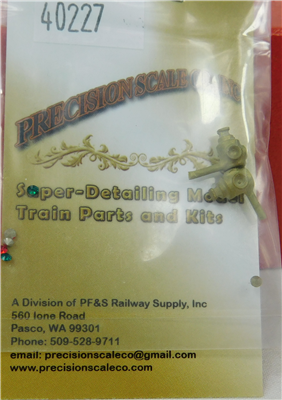 40227
PRECISION SCALE
Super-Detailing Model
Train Parts and Kits
A Division of PF&S Railway Supply, Inc
560 Ione Road
Pasco, WA 99301
Phone: 509-528-9711
email: precisionscaleco@gmail.com
www.precisionscaleco.com